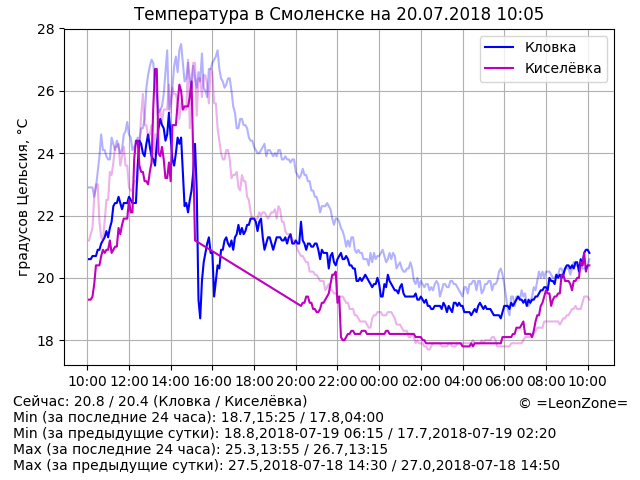 Температура в Смоленске на 20.07.2018 10:05
28
26
24
22
20
18
градусов Цельсия, °C
Кловка
Киселёвка
10:00 12:00 14:00 16:00 18:00 20:00 22:00 00:00 02:00 04:00 06:00 08:00 10:00
Сейчас: 20.8 / 20.4 (Кловка / Киселёвка)
© =LeonZone=
Min (за последние 24 часа): 18.7,15:25 / 17.8,04:00
Min (за предыдущие сутки): 18.8,2018-07-19 06:15 / 17.7,2018-07-19 02:20
Max (за последние 24 часа): 25.3,13:55 / 26.7,13:15
Max (за предыдущие сутки): 27.5,2018-07-18 14:30 / 27.0,2018-07-18 14:50